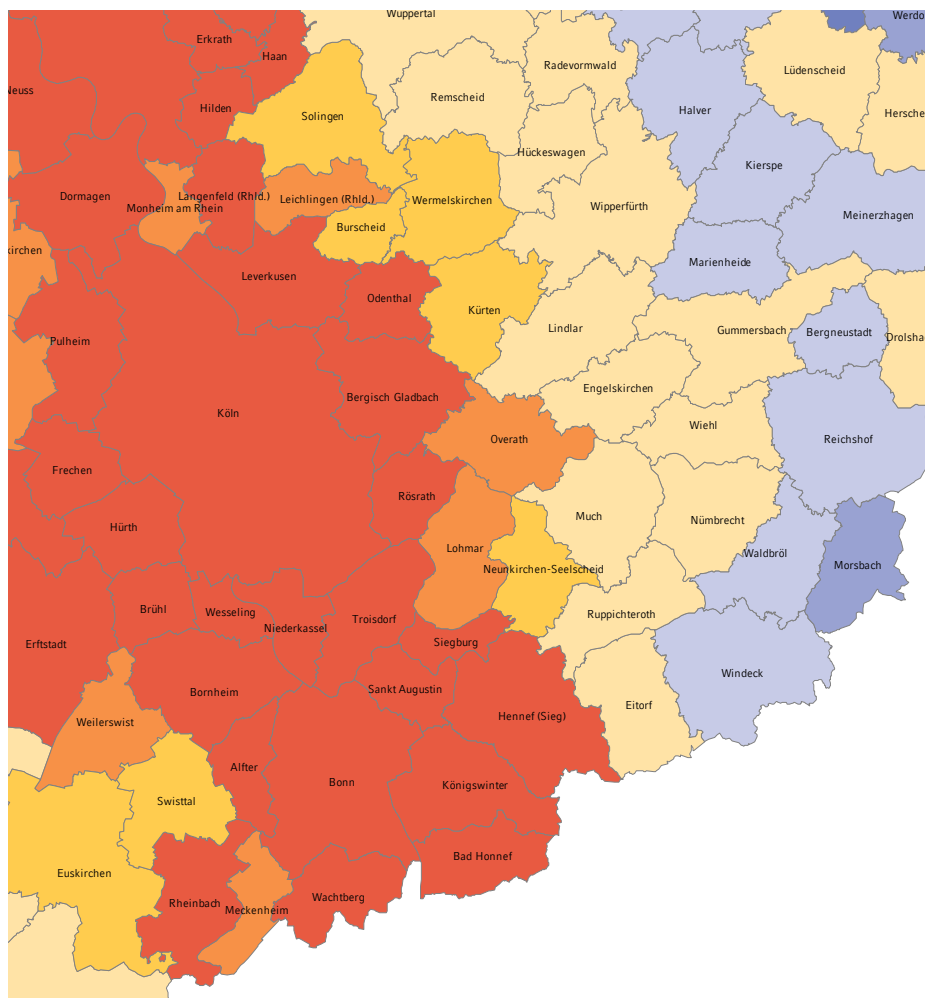 Wuppertal
Werdo
Erkrath
Haan
Radevormwald
Lüdenscheid
Neuss
Remscheid
Hilden
Halver
Hersche
Solingen
Hückeswagen
Kierspe
Dormagen
Langenfeld (Rhld.)
Leichlingen (Rhld.)
Wermelskirchen
Monheim am Rhein
Wipperfürth
Meinerzhagen
Burscheid
kirchen
Marienheide
Leverkusen
Odenthal
Kürten
Lindlar
Gummersbach
Bergneustadt
Drolsha
Pulheim
Engelskirchen
Bergisch Gladbach
Köln
Wiehl
Overath
Reichshof
Frechen
Rösrath
Much
Nümbrecht
Hürth
Lohmar
Waldbröl
Neunkirchen-Seelscheid
Morsbach
Brühl
Wesseling
Ruppichteroth
Troisdorf
Niederkassel
Erftstadt
Siegburg
Windeck
Bornheim
Sankt Augustin
Eitorf
Weilerswist
Hennef (Sieg)
Alfter
Bonn
Königswinter
Swisttal
Bad Honnef
Euskirchen
Wachtberg
Rheinbach
Meckenheim